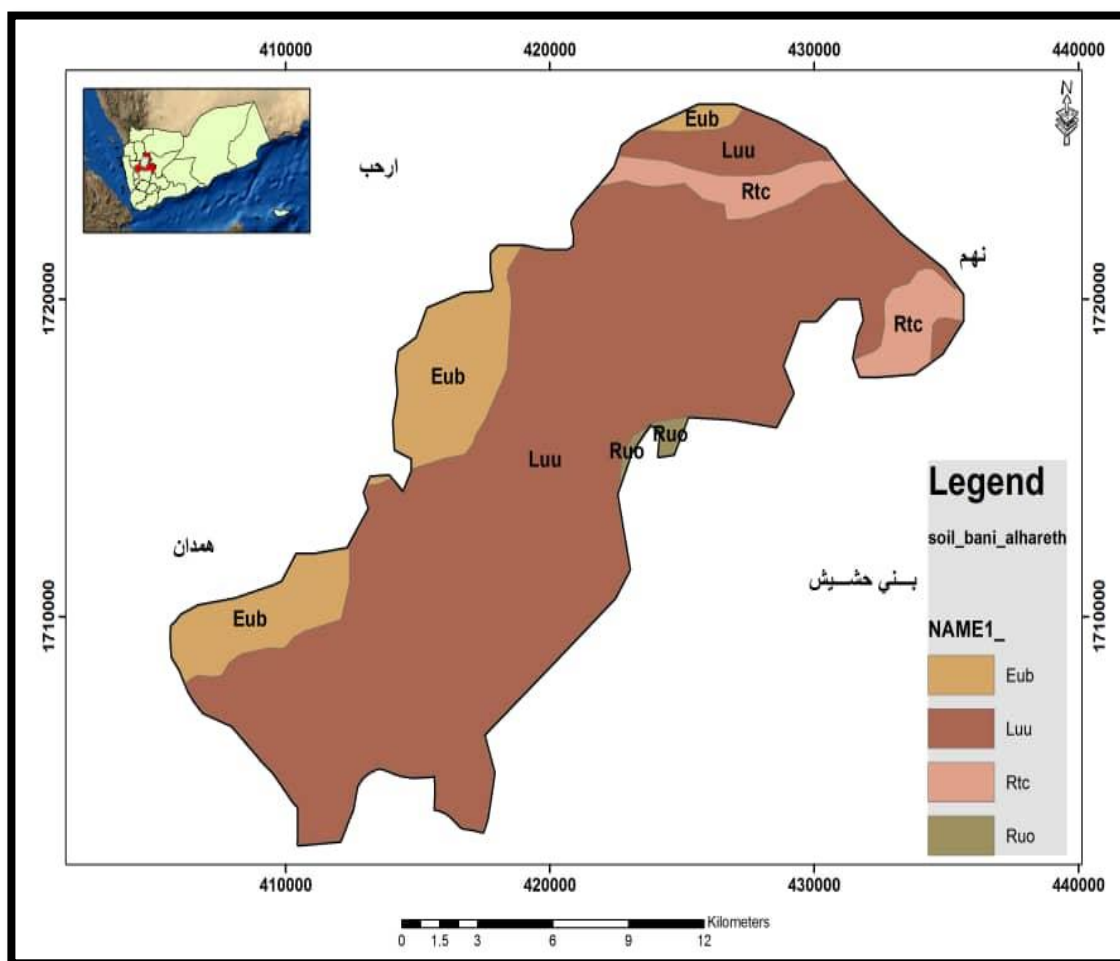 410000 420000 430000 440000
N
Eub
Luu
ارحب
Rtc
نهم
1720000 1720000
Rtc
Eub
Ruo
Ruo
Luu
Legend
soil_bani_alhareth
همدان
بـــني حشـــيش
1710000 1710000
Eub
NAME1_
Eub
Luu
Rtc
Ruo
410000 420000 430000 440000
Kilometers
0 1.5 3 6 9 12